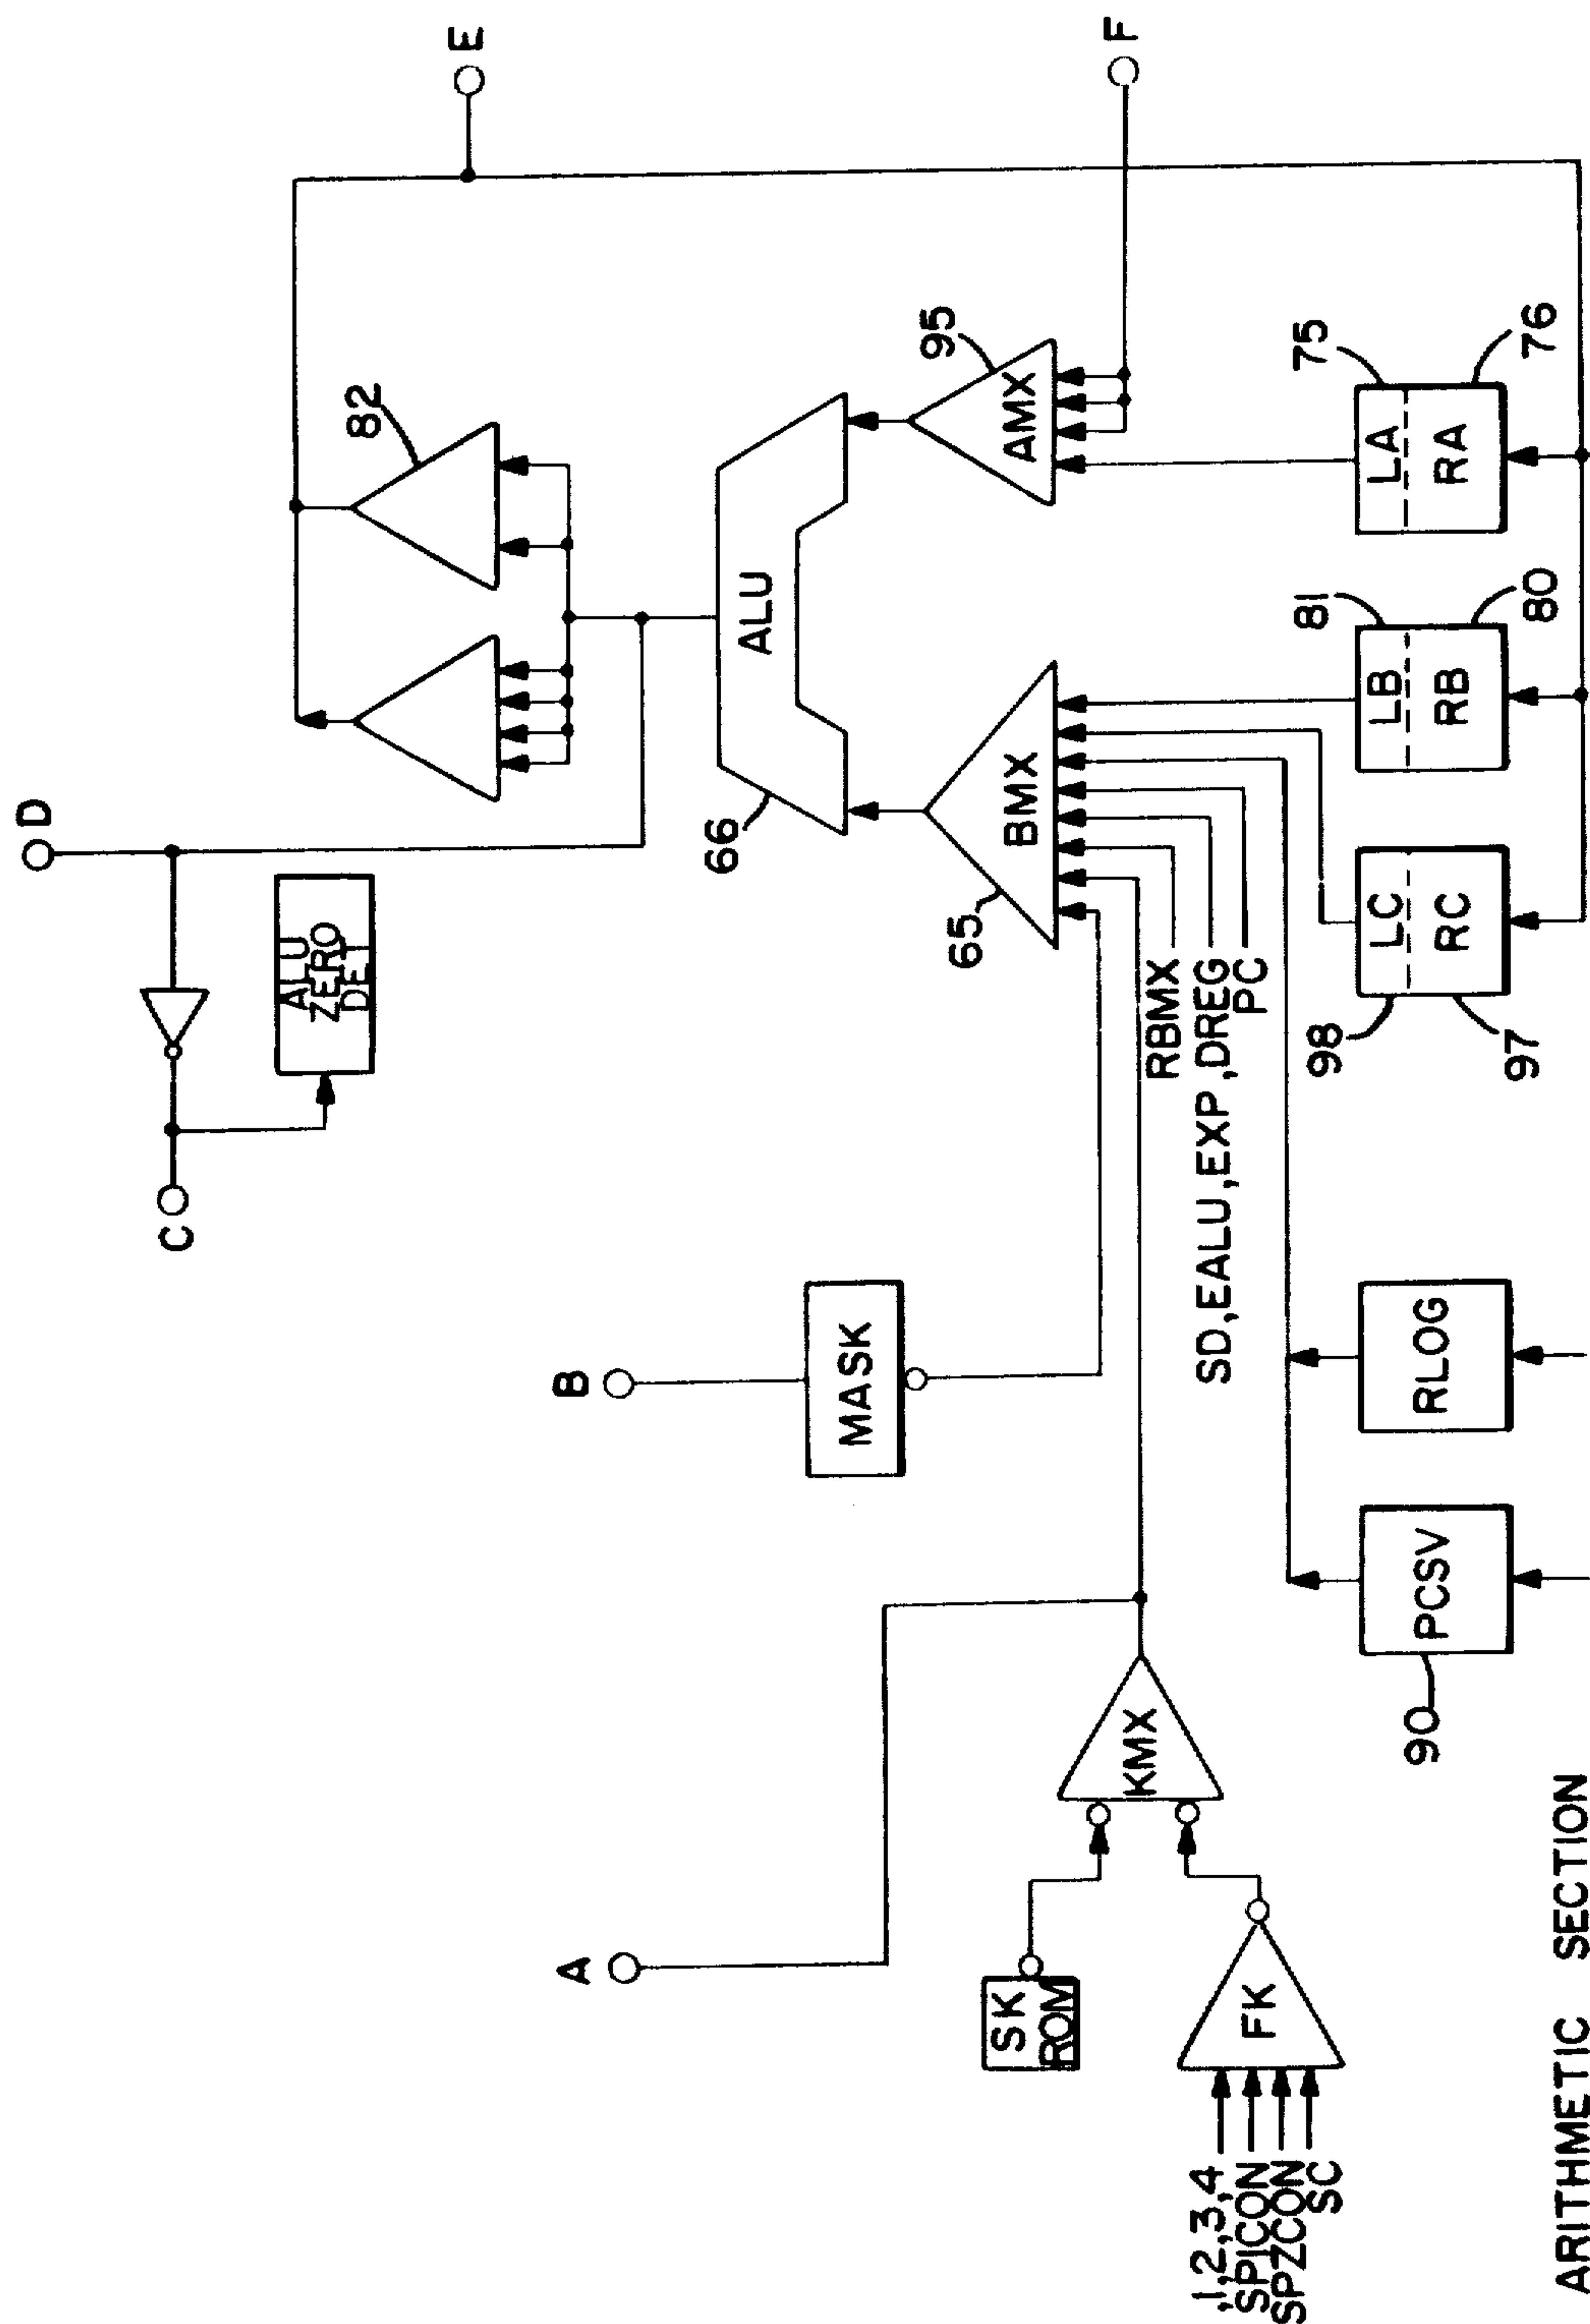 D
E
C
ALU
ZERO
DET
82
F
B
66
ALU
95
MASK
A
65
BMX
AMX
RBMX
SD,EALU,EXP,DREG
PC
SK
ROM
KMX
FK
,1,2,3,4
SPICON
SPZCON
SC
90
PCSV
RLOG
98
LC
RC
97
81
LB
RB
80
75
LA
RA
76
ARITHMETIC SECTION